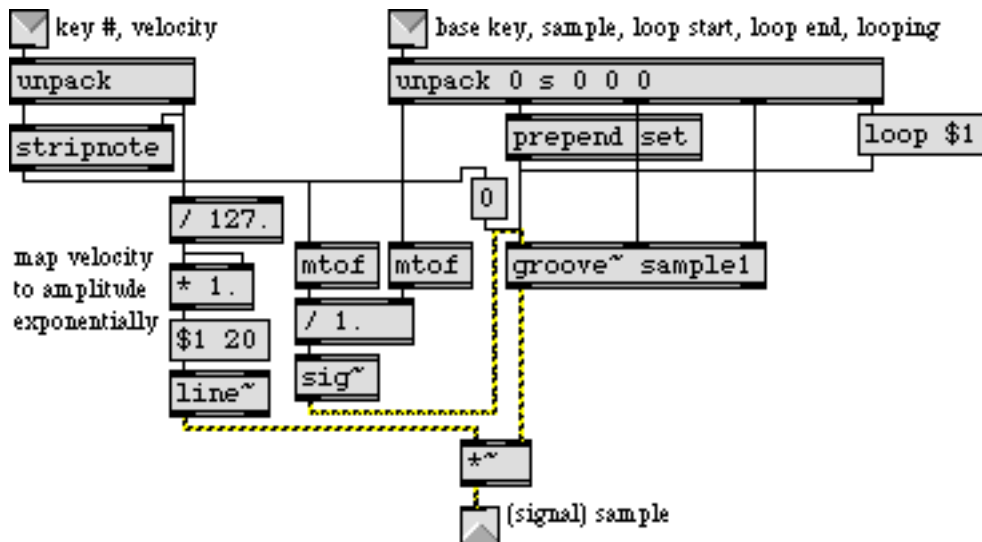 key #, velocity
base key, sample, loop start, loop end, looping
unpack
unpack 0 s 0 0 0
stripnote
prepend set
loop $1
0
/ 127.
map velocity
to amplitude
exponentially
mtof
mtof
groove~ sample1
* 1.
/ 1.
$1 20
sig~
line~
*~
(signal) sample